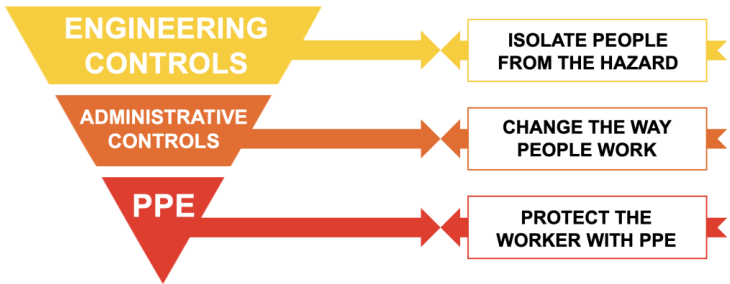 ENGINEERING
CONTROLS
ISOLATE PEOPLE
FROM THE HAZARD
ADMINISTRATIVE
CONTROLS
CHANGE THE WAY
PEOPLE WORK
PPE
PROTECT THE
WORKER WITH PPE